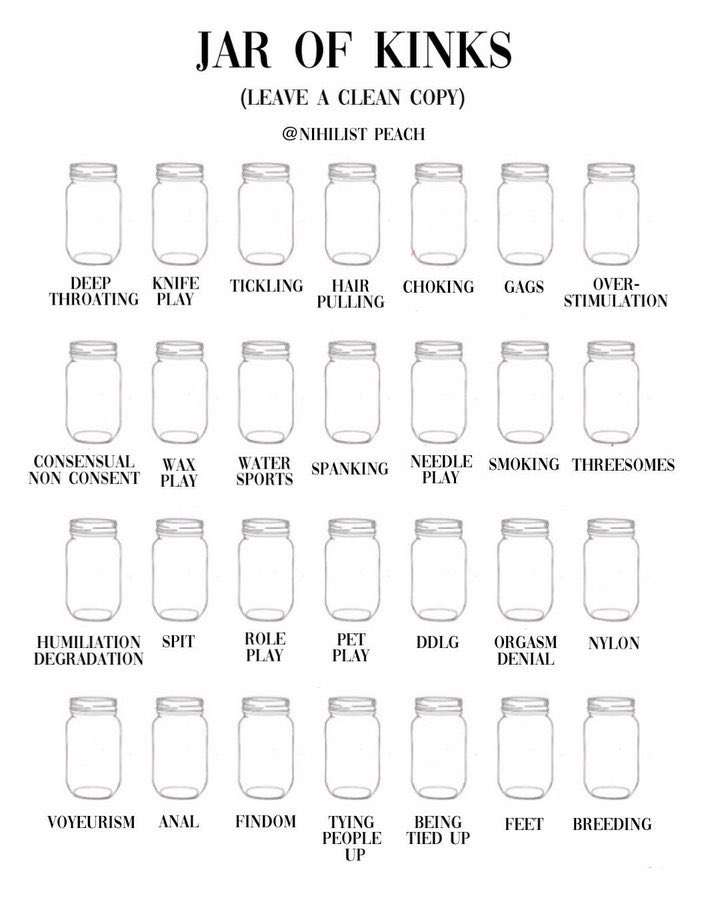 JAR OF KINKS
(LEAVE A CLEAN COPY)
@NIHILIST PEACH
DEEP THROATING
KNIFE PLAY
TICKLING
HAIR PULLING
CHOKING
GAGS
OVER-STIMULATION
CONSENSUAL NON CONSENT
WAX PLAY
WATER SPORTS
SPANKING
NEEDLE PLAY
SMOKING
THREESOMES
HUMILIATION DEGRADATION
SPIT
ROLE PLAY
PET PLAY
DDLG
ORGASM DENIAL
NYLON
VOYEURISM
ANAL
FINDOM
TYING PEOPLE UP
BEING TIED UP
FEET
BREEDING